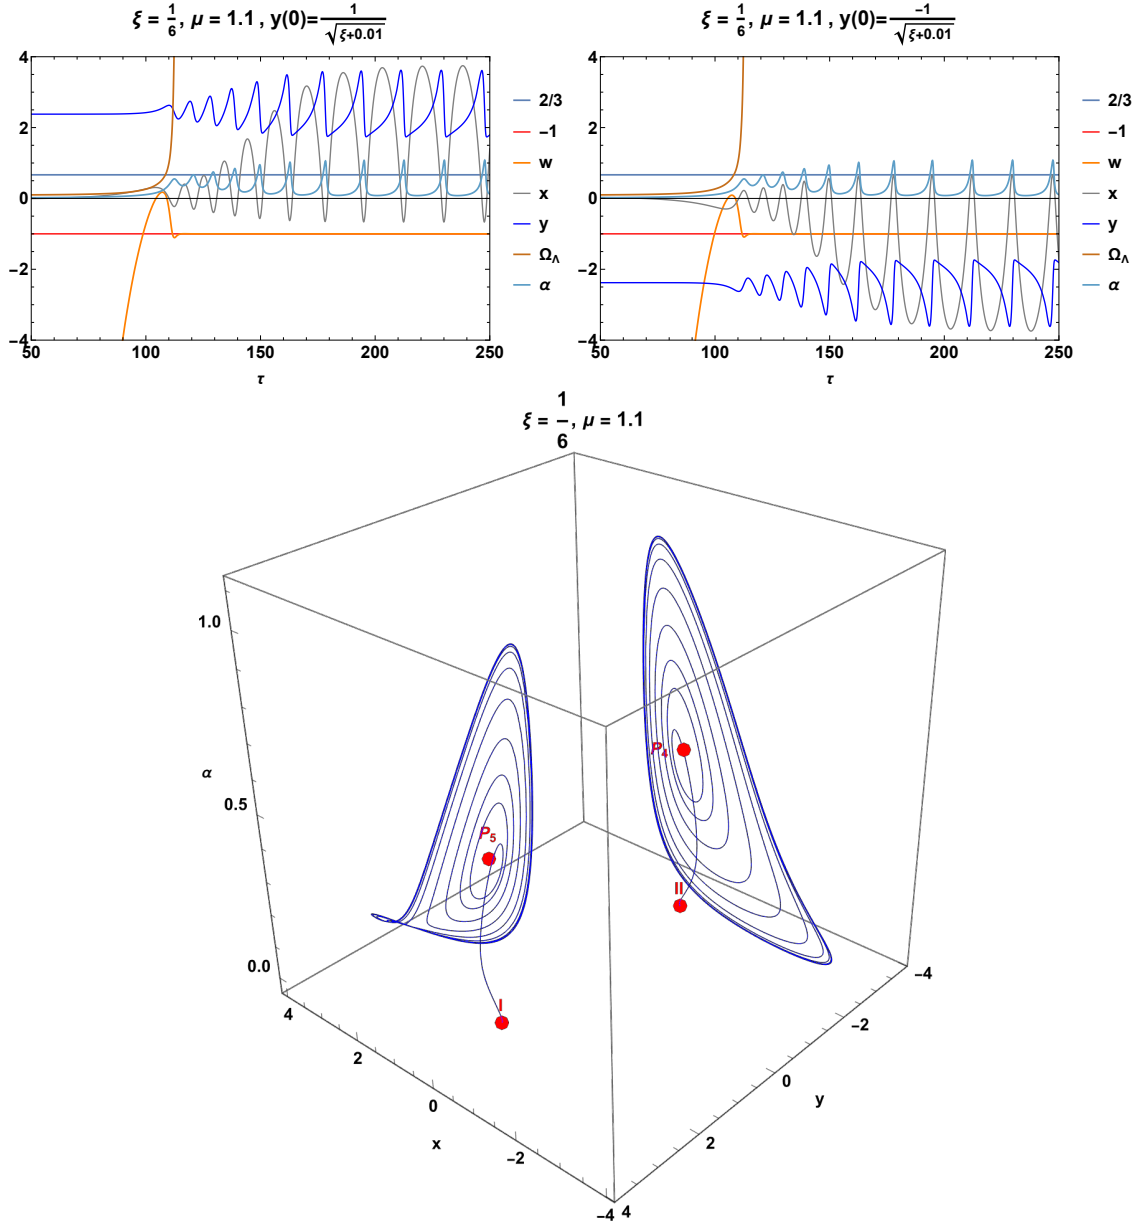 ξ = 1/6, μ = 1.1 , y(0)= 1/√(ξ+0.01)
4
2
0
−2
−4
50 100 150 200 250
τ
2/3
−1
w
x
y
Ω_Λ
α
ξ = 1/6, μ = 1.1 , y(0)= −1/√(ξ+0.01)
4
2
0
−2
−4
50 100 150 200 250
τ
2/3
−1
w
x
y
Ω_Λ
α
ξ = 1/6, μ = 1.1
1.0
α
0.5
0.0
P₄
P₅
II
I
4
2
0
−2
−4
x
4
2
0
−2
−4
y